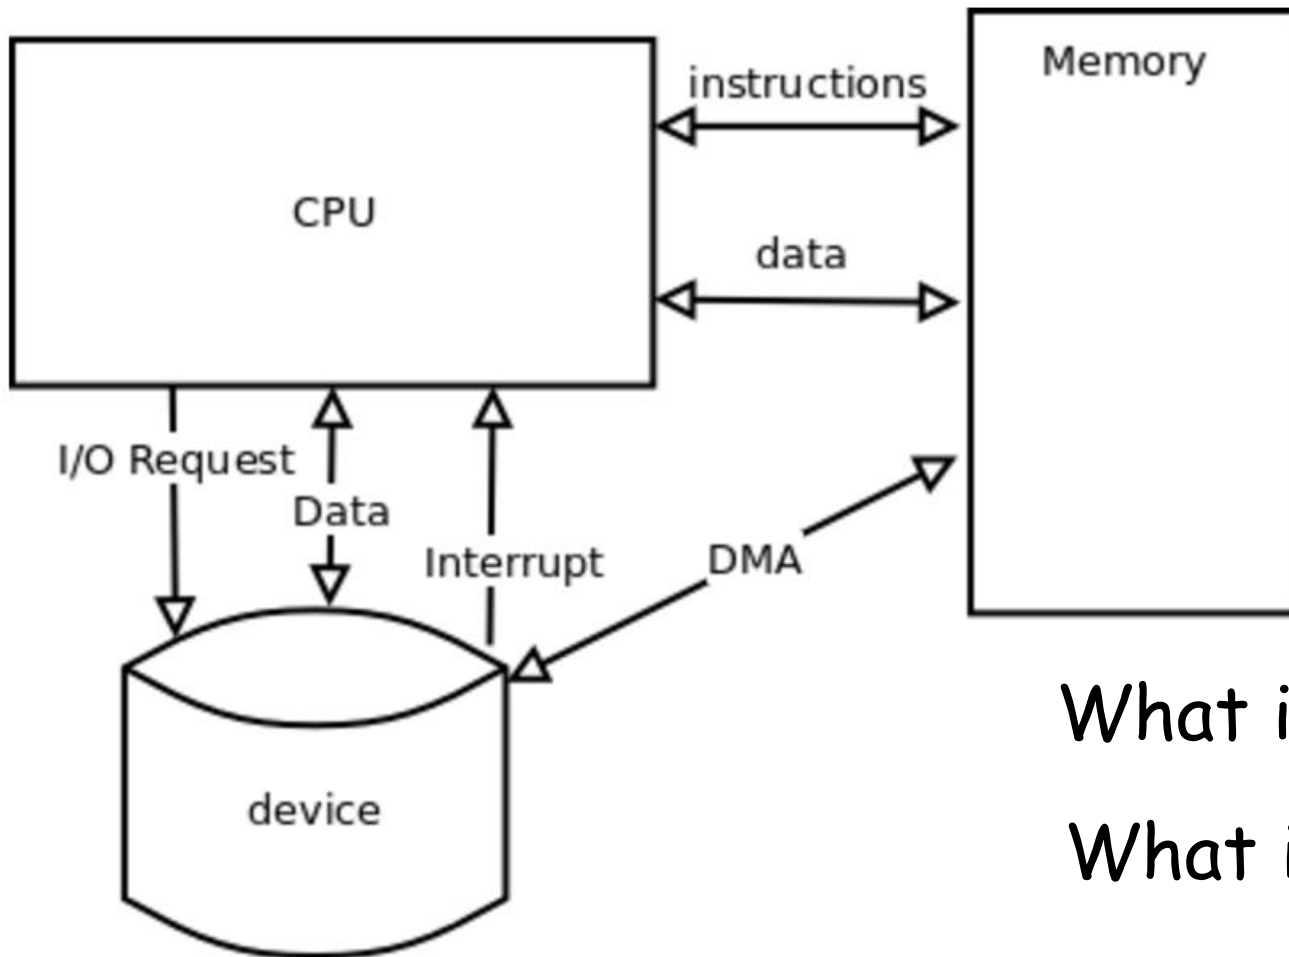 Memory
instructions
CPU
data
I/O Request
Data
Interrupt
DMA
What i
device
What i